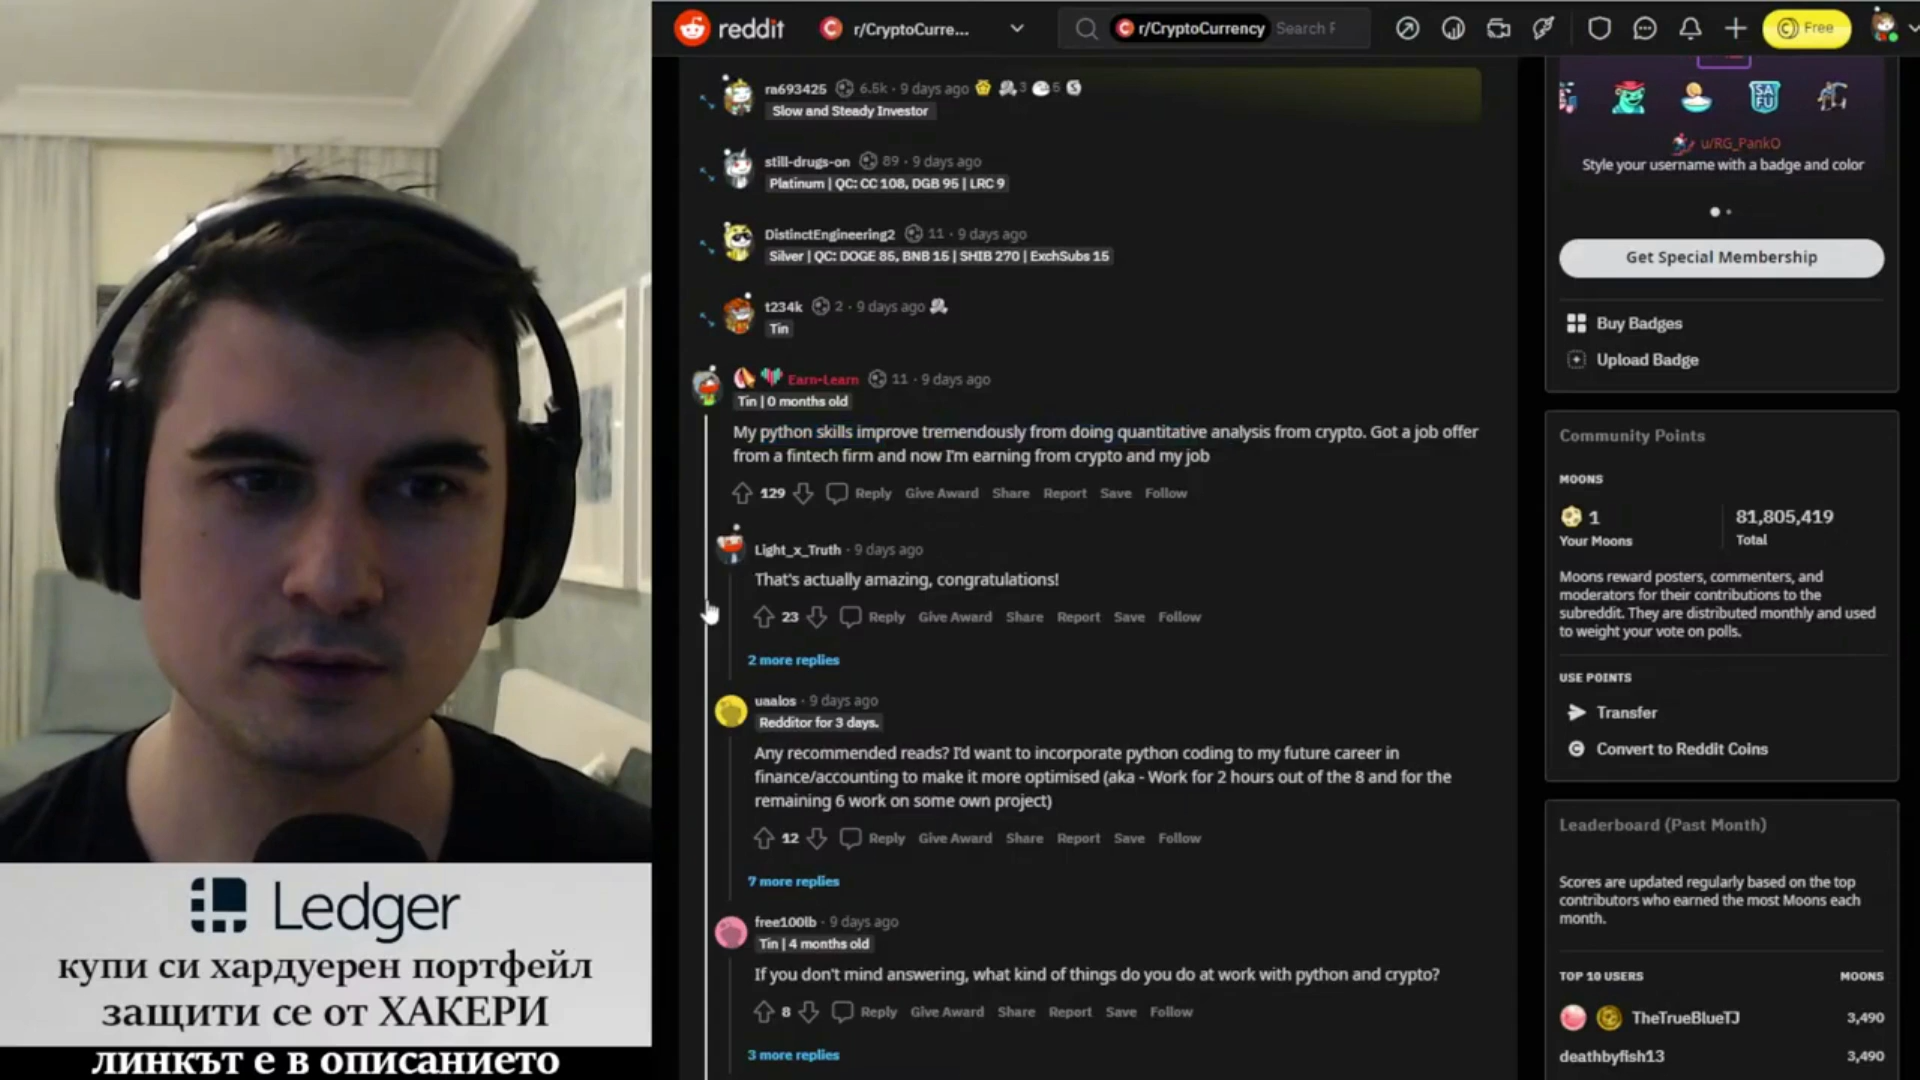 reddit
r/CryptoCurre...
r/CryptoCurrency
Free
ra693425 6.5k · 9 days ago 3 6
Slow and Steady Investor
still-drugs-on 89 · 9 days ago
Platinum | QC: CC 108, DGB 95 | LRC 9
DistinctEngineering2 11 · 9 days ago
Silver | QC: DOGE 85, BNB 15 | SHIB 270 | ExchSubs 15
t234k 2 · 9 days ago
Tin
Earn-Learn 11 · 9 days ago
Tin | 0 months old
My python skills improve tremendously from doing quantitative analysis from crypto. Got a job offer
from a fintech firm and now I'm earning from crypto and my job
129 Reply Give Award Share Report Save Follow
Light_x_Truth · 9 days ago
That's actually amazing, congratulations!
23 Reply Give Award Share Report Save Follow
2 more replies
uaalos · 9 days ago
Redditor for 3 days.
Any recommended reads? I'd want to incorporate python coding to my future career in
finance/accounting to make it more optimised (aka - Work for 2 hours out of the 8 and for the
remaining 6 work on some own project)
12 Reply Give Award Share Report Save Follow
7 more replies
free100lb · 9 days ago
Tin | 4 months old
If you don't mind answering, what kind of things do you do at work with python and crypto?
8 Reply Give Award Share Report Save Follow
3 more replies
SA
FU
u/RG_PankO
Style your username with a badge and color
Get Special Membership
Buy Badges
Upload Badge
Community Points
MOONS
1 81,805,419
Your Moons Total
Moons reward posters, commenters, and
moderators for their contributions to the
subreddit. They are distributed monthly and used
to weight your vote on polls.
USE POINTS
Transfer
Convert to Reddit Coins
Leaderboard (Past Month)
Scores are updated regularly based on the top
contributors who earned the most Moons each
month.
TOP 10 USERS MOONS
TheTrueBlueTJ 3,490
deathbyfish13 3,490
Ledger
купи си хардуерен портфейл
защити се от ХАКЕРИ
линкът е в описанието